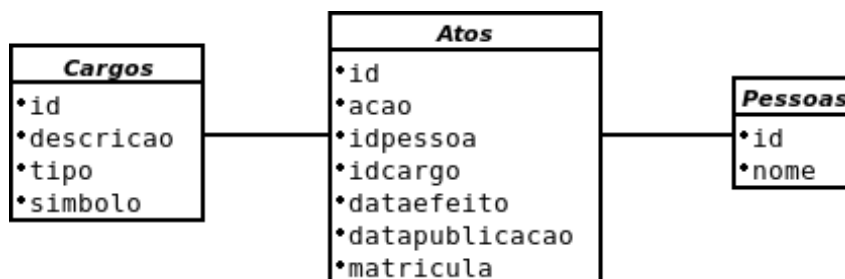 Cargos
•id
•descricao
•tipo
•simbolo
Atos
•id
•acao
•idpessoa
•idcargo
•dataefeito
•datapublicacao
•matricula
Pessoas
•id
•nome